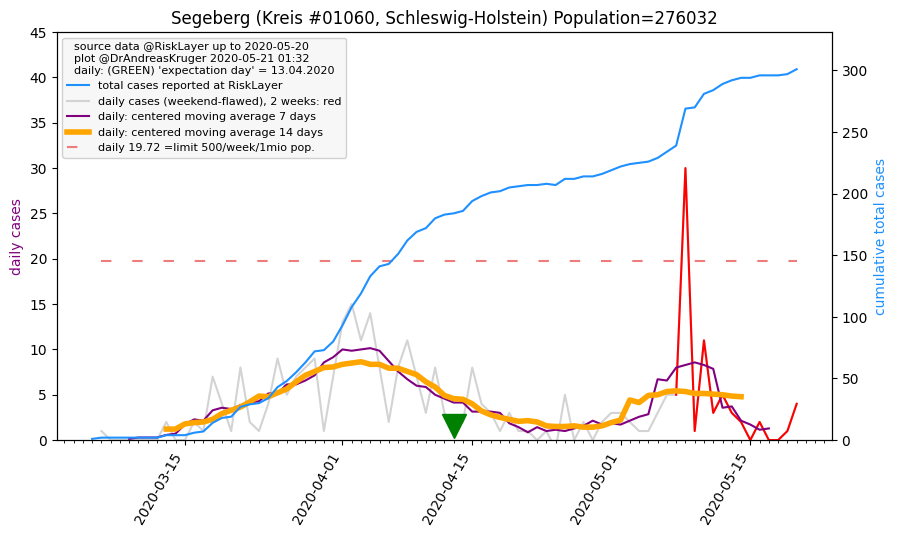 Segeberg (Kreis #01060, Schleswig-Holstein) Population=276032
source data @RiskLayer up to 2020-05-20
plot @DrAndreasKruger 2020-05-21 01:32
daily: (GREEN) 'expectation day' = 13.04.2020
total cases reported at RiskLayer
daily cases (weekend-flawed), 2 weeks: red
daily: centered moving average 7 days
daily: centered moving average 14 days
daily 19.72 =limit 500/week/1mio pop.
daily cases
45
40
35
30
25
20
15
10
5
0
300
250
200
150
100
50
0
cumulative total cases
2020-03-15
2020-04-01
2020-04-15
2020-05-01
2020-05-15